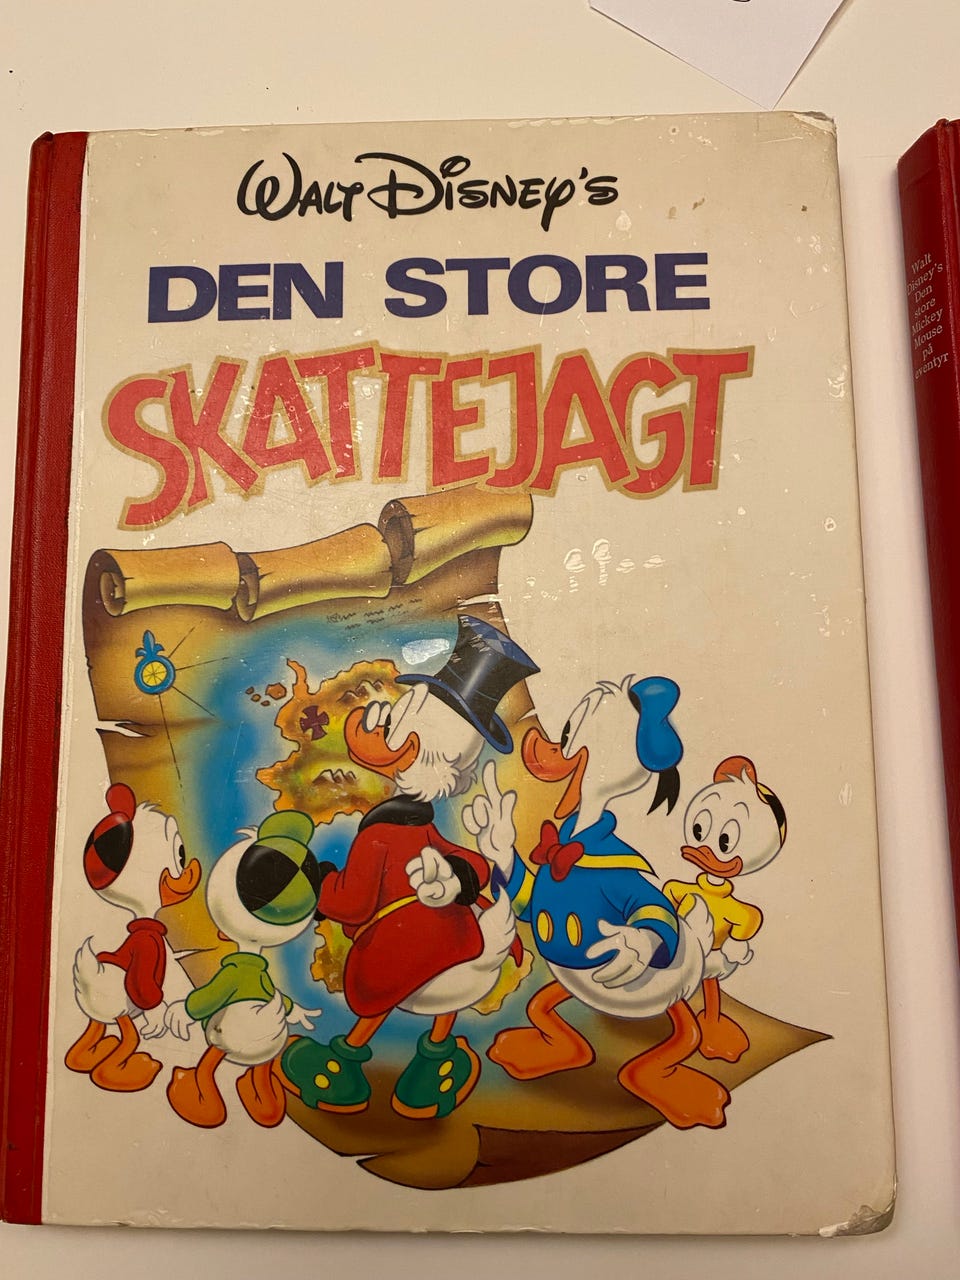 WALT DISNEY'S
DEN STORE
SKATTEJAGT
Walt
Disney's
Den
store
Mickey
Mouse
på
eventyr